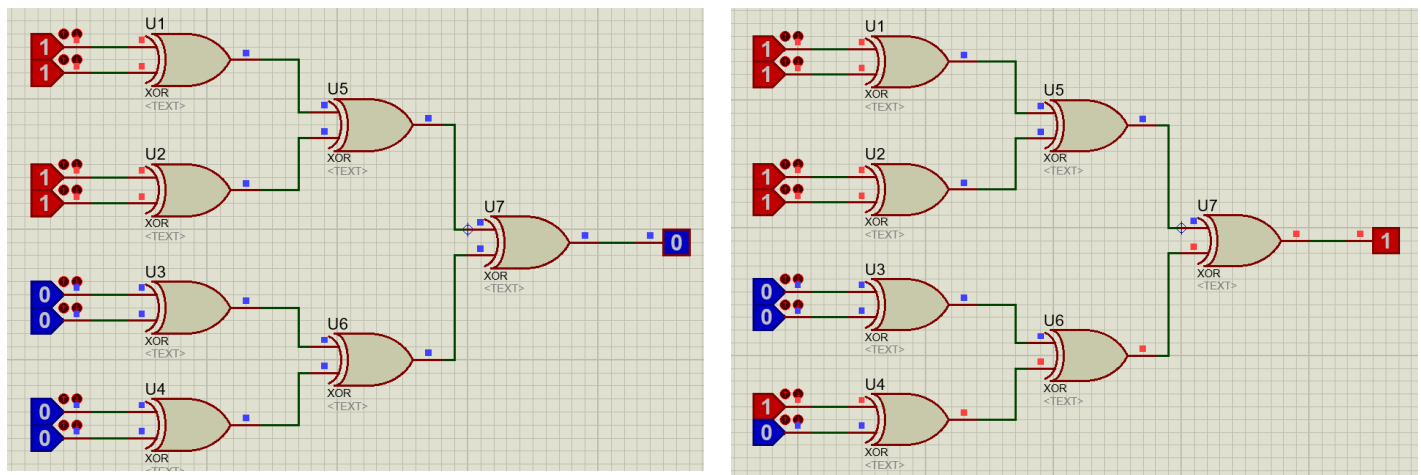 U1
1
1
XOR
<TEXT>
U5
XOR
<TEXT>
U2
1
1
XOR
<TEXT>
U7
0
XOR
<TEXT>
U3
0
0
XOR
<TEXT>
U6
XOR
<TEXT>
U4
0
0
XOR
<TEXT>
U1
1
1
XOR
<TEXT>
U5
XOR
<TEXT>
U2
1
1
XOR
<TEXT>
U7
1
XOR
<TEXT>
U3
0
0
XOR
<TEXT>
U6
XOR
<TEXT>
U4
1
0
XOR
<TEXT>